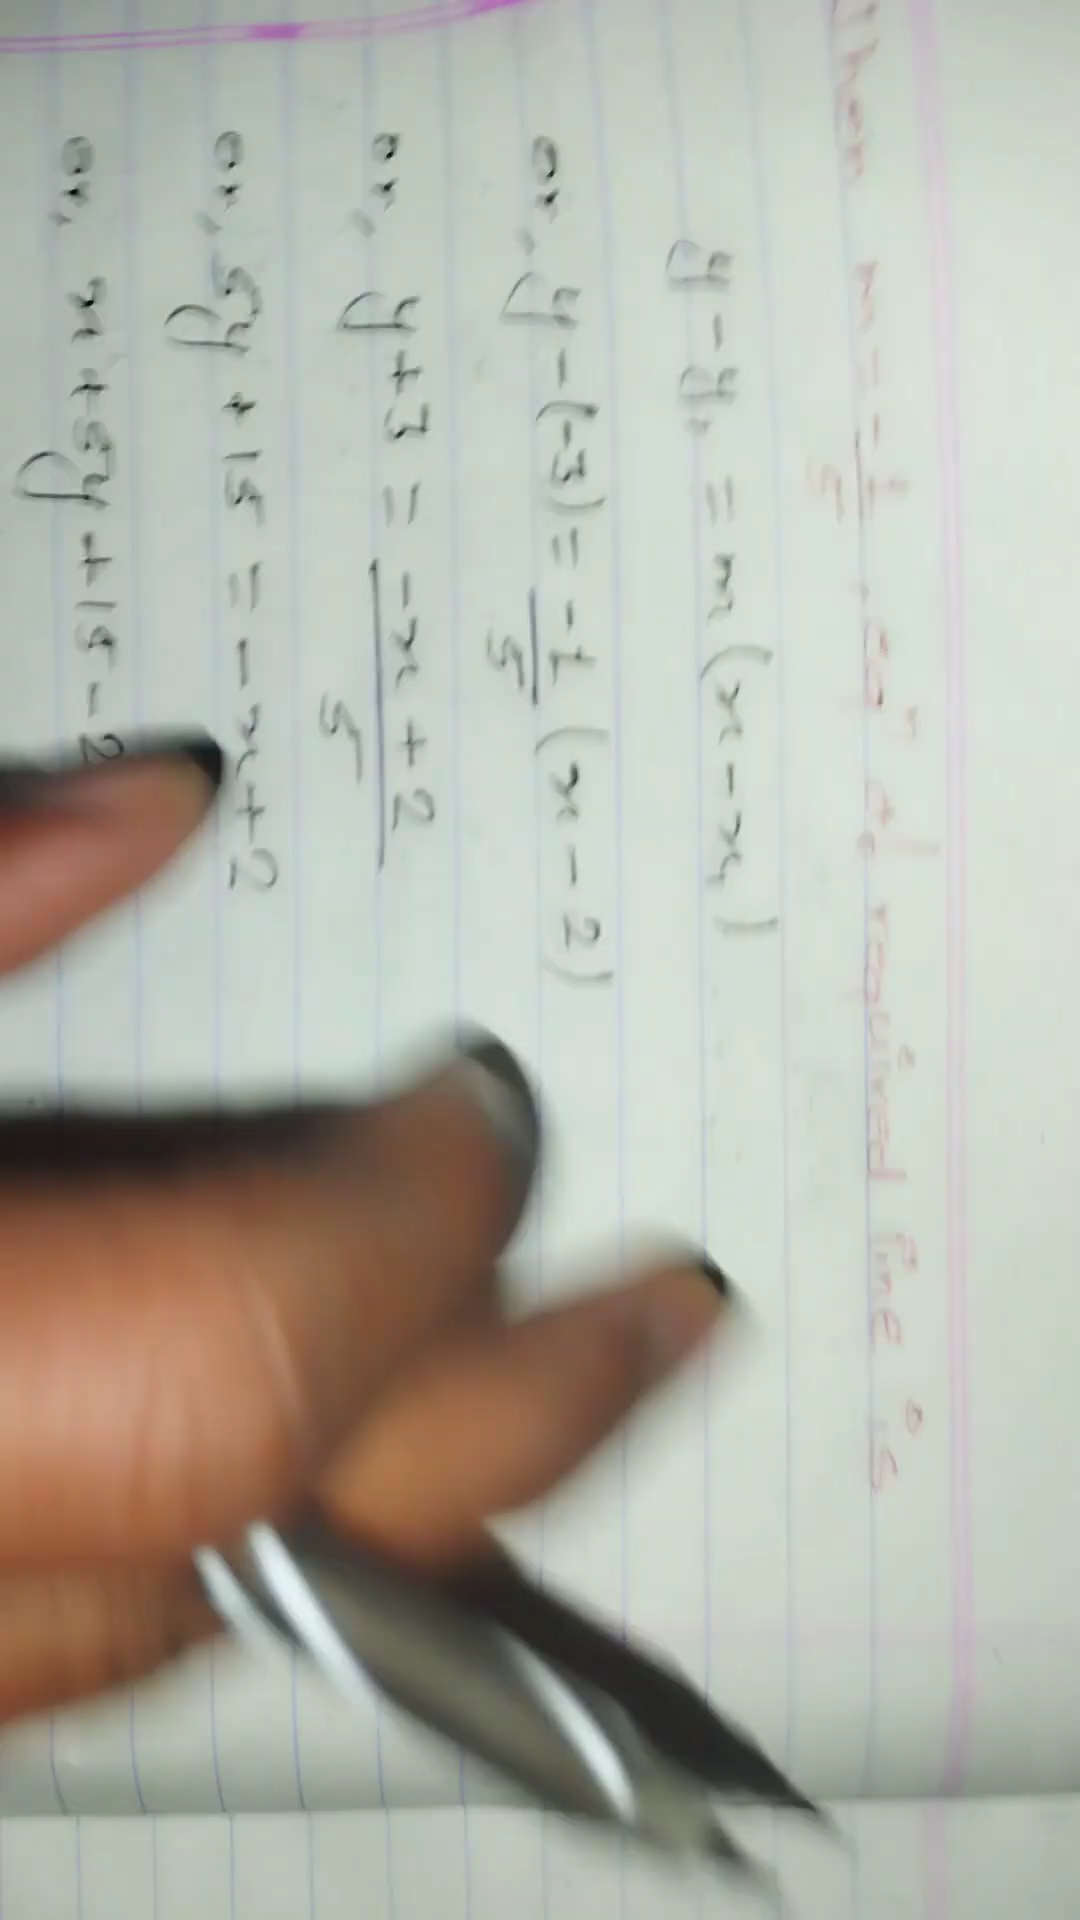 Then m = -1/5, eqn of required line is
y - y₁ = m(x - x₁)
or, y - (-3) = -1/5 (x - 2)
or, y + 3 = -x + 2/5
or, 5y + 15 = -x + 2
or, x + 5y + 15 - 2